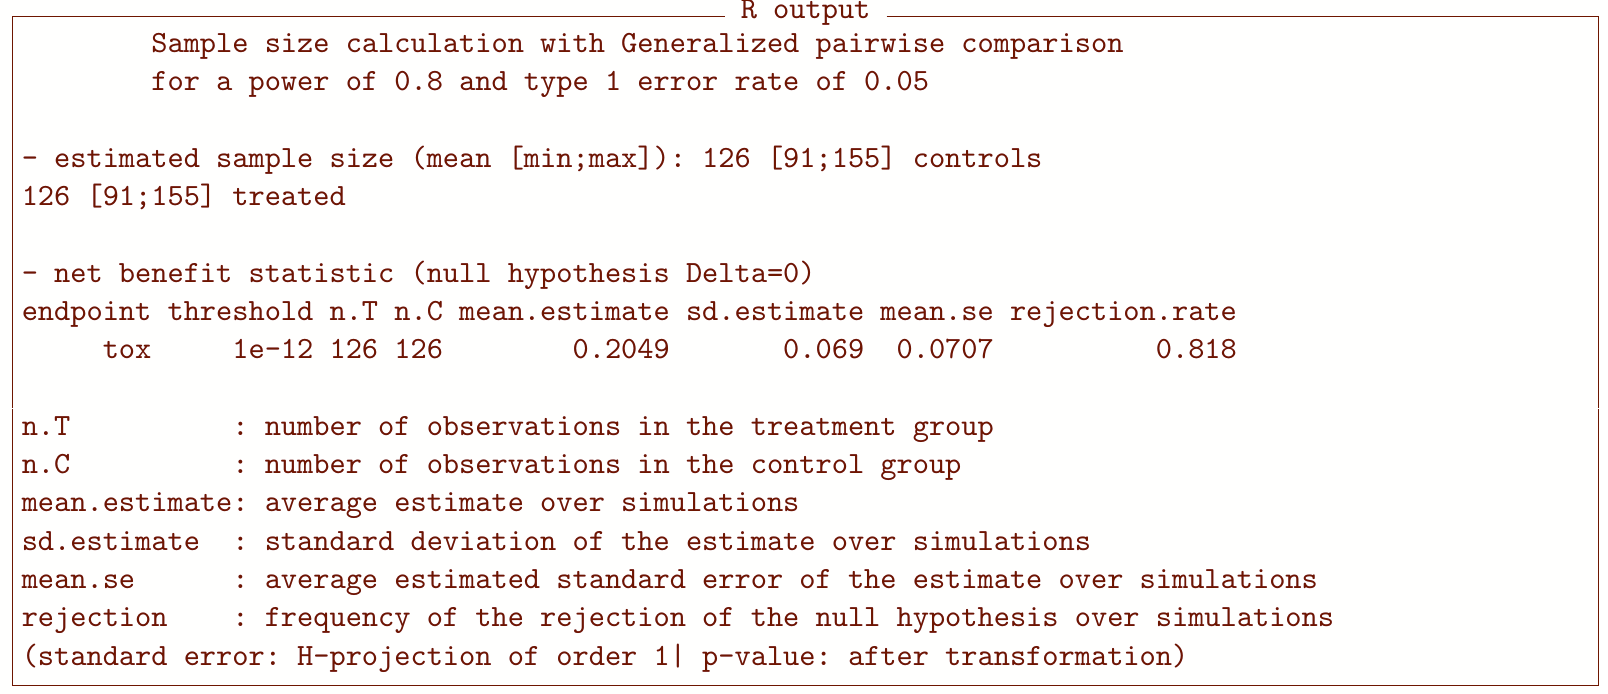 R output
Sample size calculation with Generalized pairwise comparison
for a power of 0.8 and type 1 error rate of 0.05
- estimated sample size (mean [min;max]): 126 [91;155] controls
126 [91;155] treated
- net benefit statistic (null hypothesis Delta=0)
endpoint threshold n.T n.C mean.estimate sd.estimate mean.se rejection.rate
tox 1e-12 126 126 0.2049 0.069 0.0707 0.818
n.T : number of observations in the treatment group
n.C : number of observations in the control group
mean.estimate: average estimate over simulations
sd.estimate : standard deviation of the estimate over simulations
mean.se : average estimated standard error of the estimate over simulations
rejection : frequency of the rejection of the null hypothesis over simulations
(standard error: H-projection of order 1| p-value: after transformation)